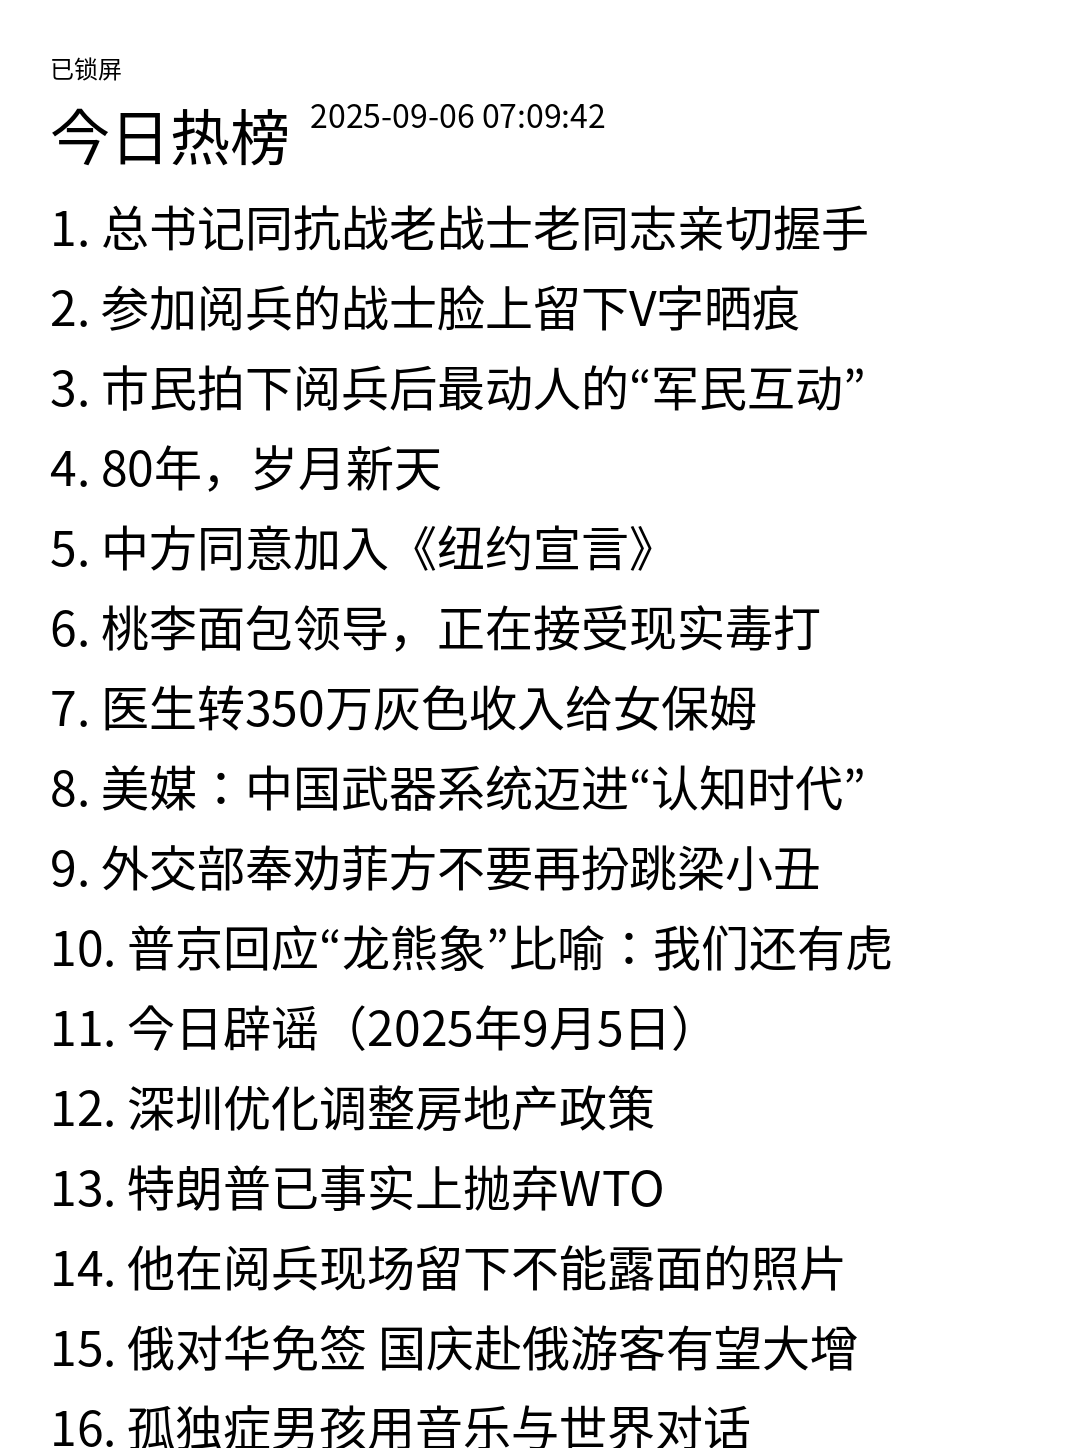 已锁屏
今日热榜 2025-09-06 07:09:42
1. 总书记同抗战老战士老同志亲切握手
2. 参加阅兵的战士脸上留下V字晒痕
3. 市民拍下阅兵后最动人的“军民互动”
4. 80年，岁月新天
5. 中方同意加入《纽约宣言》
6. 桃李面包领导，正在接受现实毒打
7. 医生转350万灰色收入给女保姆
8. 美媒：中国武器系统迈进“认知时代”
9. 外交部奉劝菲方不要再扮跳梁小丑
10. 普京回应“龙熊象”比喻：我们还有虎
11. 今日辟谣（2025年9月5日）
12. 深圳优化调整房地产政策
13. 特朗普已事实上抛弃WTO
14. 他在阅兵现场留下不能露面的照片
15. 俄对华免签 国庆赴俄游客有望大增
16. 孤独症男孩用音乐与世界对话